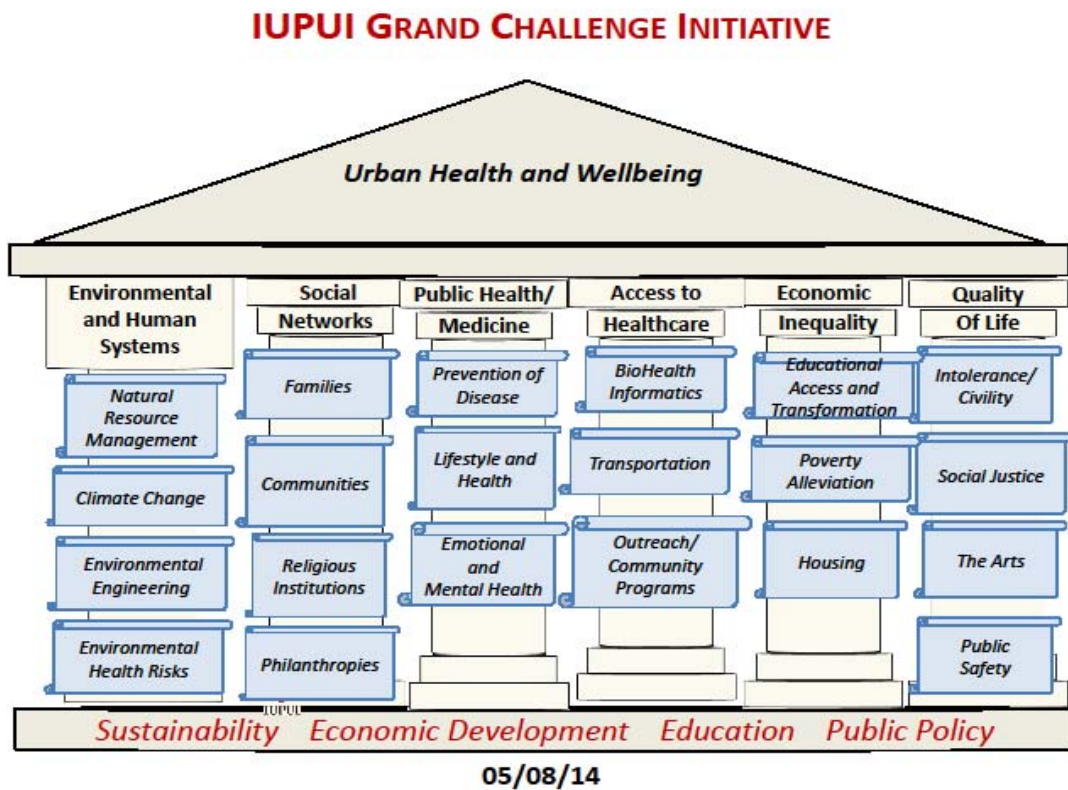 IUPUI GRAND CHALLENGE INITIATIVE
Urban Health and Wellbeing
Environmental
and Human
Systems
Natural
Resource
Management
Climate Change
Environmental
Engineering
Environmental
Health Risks
Social
Networks
Families
Communities
Religious
Institutions
Philanthropies
Public Health/
Medicine
Prevention of
Disease
Lifestyle and
Health
Emotional
and
Mental Health
Access to
Healthcare
BioHealth
Informatics
Transportation
Outreach/
Community
Programs
Economic
Inequality
Educational
Access and
Transformation
Poverty
Alleviation
Housing
Quality
Of Life
Intolerance/
Civility
Social Justice
The Arts
Public
Safety
IUPUI
Sustainability Economic Development Education Public Policy
05/08/14